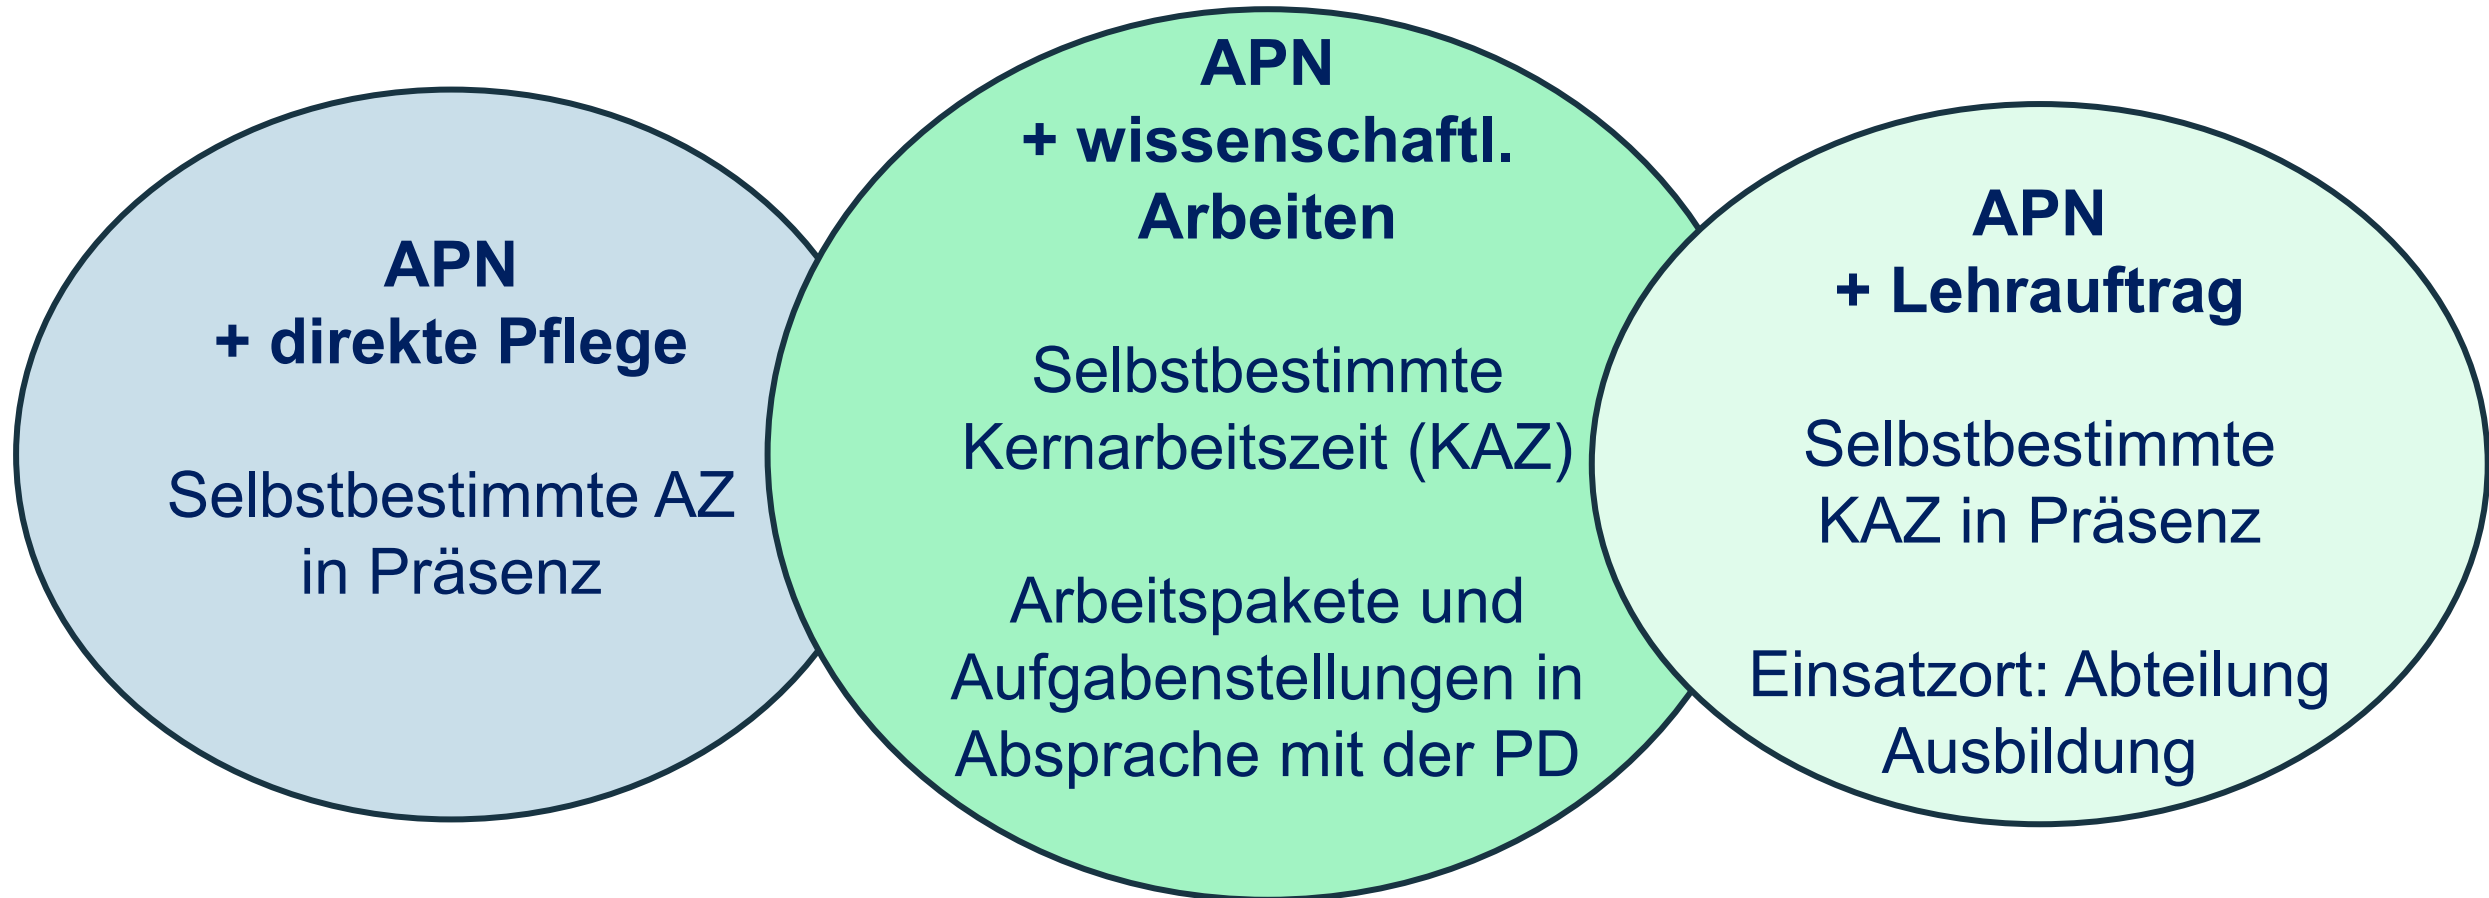 APN
+ direkte Pflege
Selbstbestimmte AZ
in Präsenz
APN
+ wissenschaftl.
Arbeiten
Selbstbestimmte
Kernarbeitszeit (KAZ)
Arbeitspakete und
Aufgabenstellungen in
Absprache mit der PD
APN
+ Lehrauftrag
Selbstbestimmte
KAZ in Präsenz
Einsatzort: Abteilung
Ausbildung